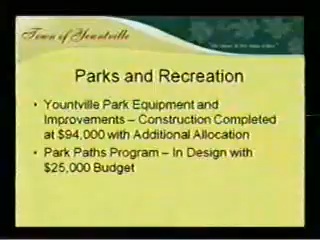 Town of Yountville
Parks and Recreation
• Yountville Park Equipment and
Improvements – Construction Completed
at $94,000 with Additional Allocation
• Park Paths Program – In Design with
$25,000 Budget